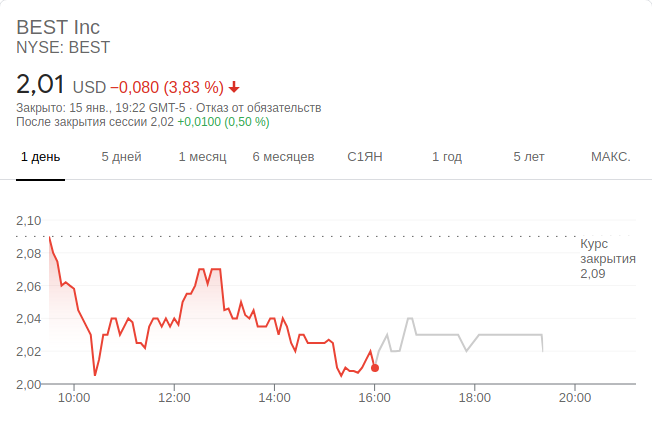 BEST Inc
NYSE: BEST
2,01 USD −0,080 (3,83 %)
Закрыто: 15 янв., 19:22 GMT-5 · Отказ от обязательств
После закрытия сессии 2,02 +0,0100 (0,50 %)
1 день 5 дней 1 месяц 6 месяцев С1ЯН 1 год 5 лет МАКС.
2,10
Курс
закрытия
2,09
2,08
2,06
2,04
2,02
2,00
10:00 12:00 14:00 16:00 18:00 20:00